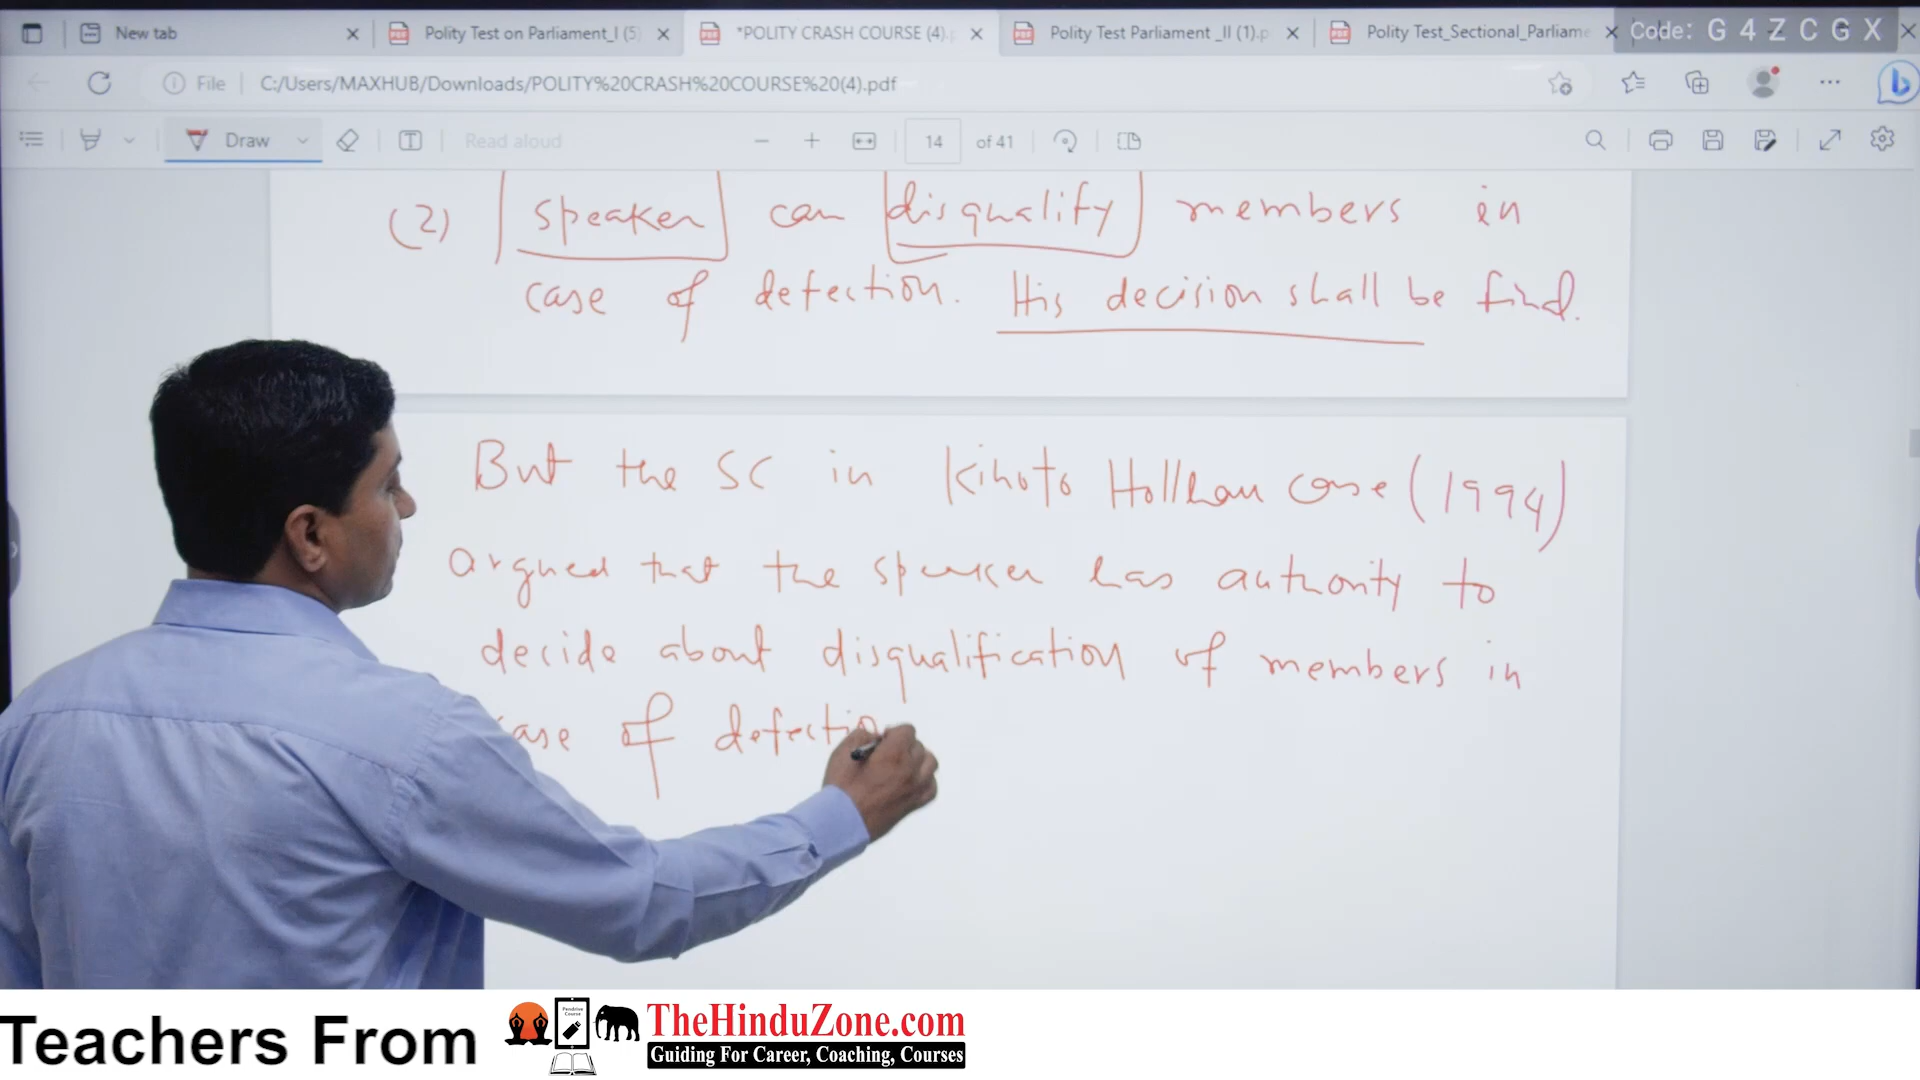 New tab
Polity Test on Parliament_I (5)
*POLITY CRASH COURSE (4).p
Polity Test Parliament _II (1).p
Polity Test_Sectional_Parliame
Code: G 4 Z C G X
File
C:/Users/MAXHUB/Downloads/POLITY%20CRASH%20COURSE%20(4).pdf
Draw
Read aloud
14 of 41
(2) speaker can disqualify members in
case of defection. His decision shall be find.
But the SC in Kihoto Hollhan case (1994)
argued that the speaker has authority to
decide about disqualification of members in
case of defection
Teachers From
Pendrive
Course
TheHinduZone.com
Guiding For Career, Coaching, Courses